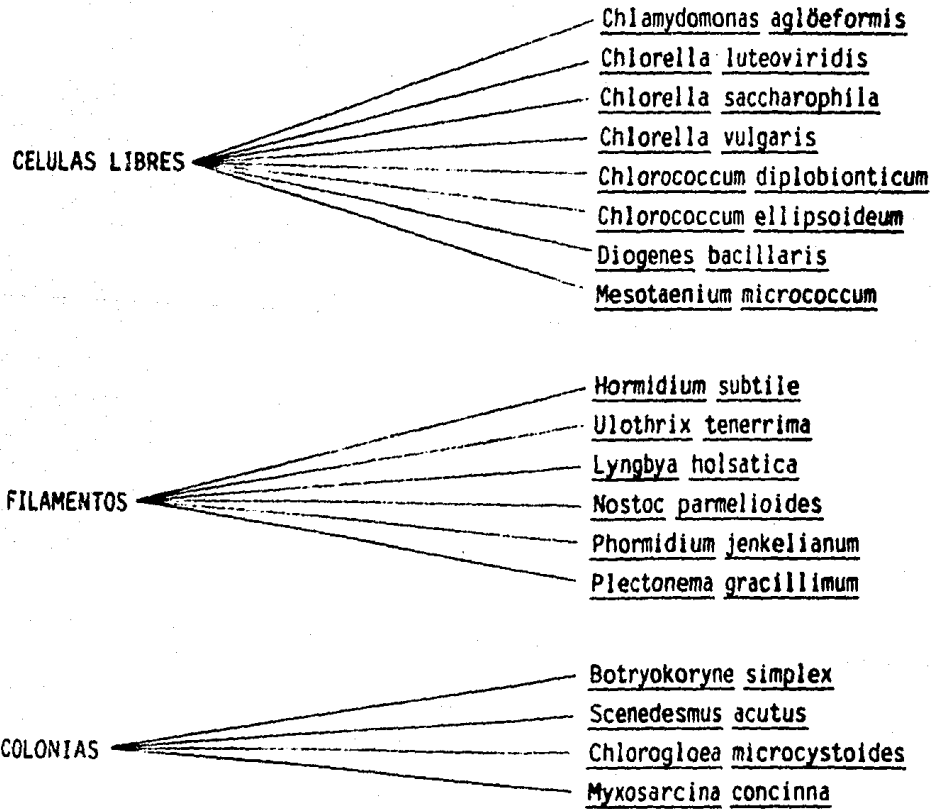 Chlamydomonas aglöeformis
Chlorella luteoviridis
Chlorella saccharophila
Chlorella vulgaris
CELULAS LIBRES
Chlorococcum diplobionticum
Chlorococcum ellipsoideum
Diogenes bacillaris
Mesotaenium micrococcum
Hormidium subtile
Ulothrix tenerrima
Lyngbya holsatica
FILAMENTOS
Nostoc parmelioides
Phormidium jenkelianum
Plectonema gracillimum
Botryokoryne simplex
Scenedesmus acutus
COLONIAS
Chlorogloea microcystoides
Myxosarcina concinna